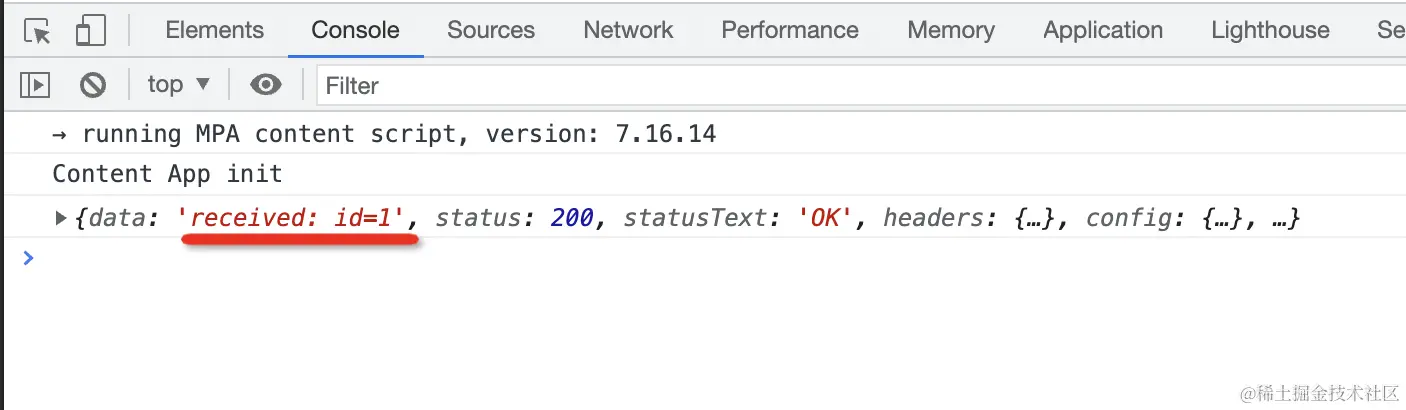 Elements Console Sources Network Performance Memory Application Lighthouse Se
top ▼ Filter
→ running MPA content script, version: 7.16.14
Content App init
▶{data: 'received: id=1', status: 200, statusText: 'OK', headers: {…}, config: {…}, …}
>
@稀土掘金技术社区